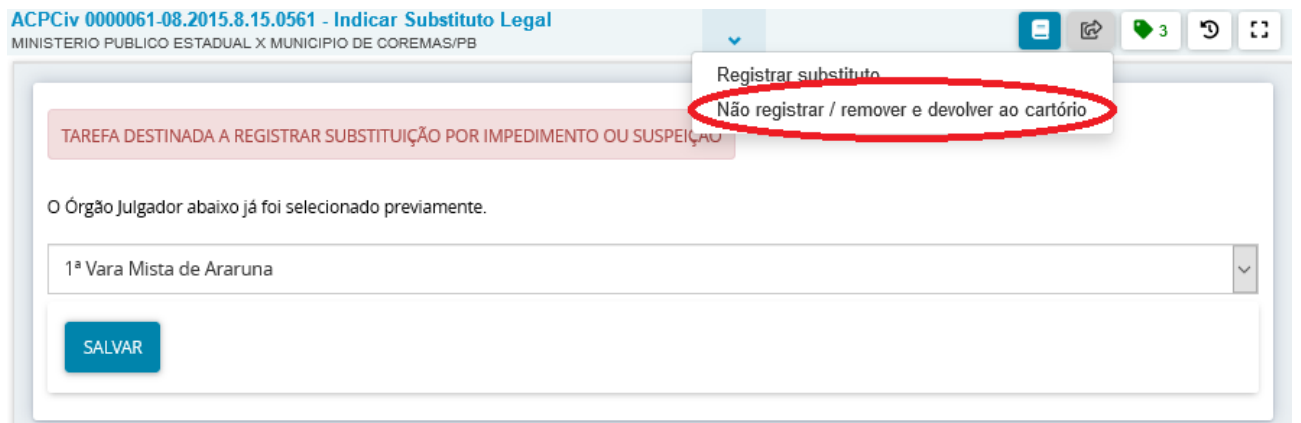 ACPCiv 0000061-08.2015.8.15.0561 - Indicar Substituto Legal
MINISTERIO PUBLICO ESTADUAL X MUNICIPIO DE COREMAS/PB
3
Registrar substituto
Não registrar / remover e devolver ao cartório
TAREFA DESTINADA A REGISTRAR SUBSTITUIÇÃO POR IMPEDIMENTO OU SUSPEIÇÃO
O Órgão Julgador abaixo já foi selecionado previamente.
1ª Vara Mista de Araruna
SALVAR